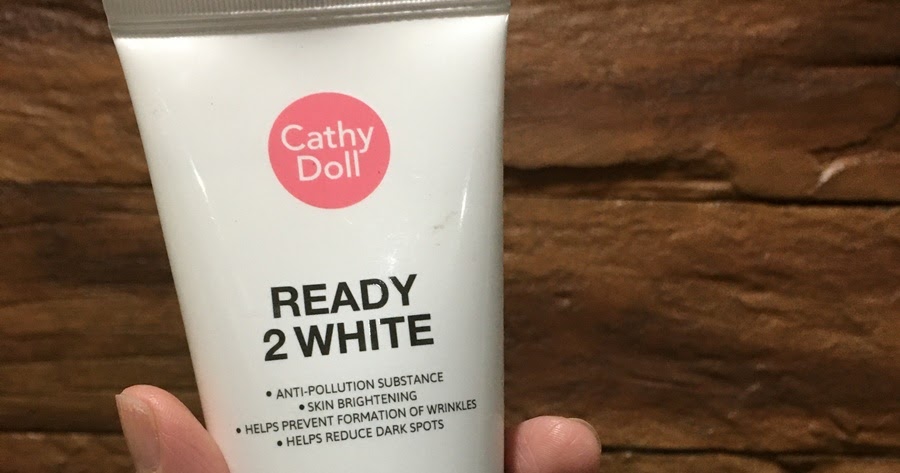 Cathy
Doll
READY
2 WHITE
• ANTI-POLLUTION SUBSTANCE
• SKIN BRIGHTENING
• HELPS PREVENT FORMATION OF WRINKLES
• HELPS REDUCE DARK SPOTS